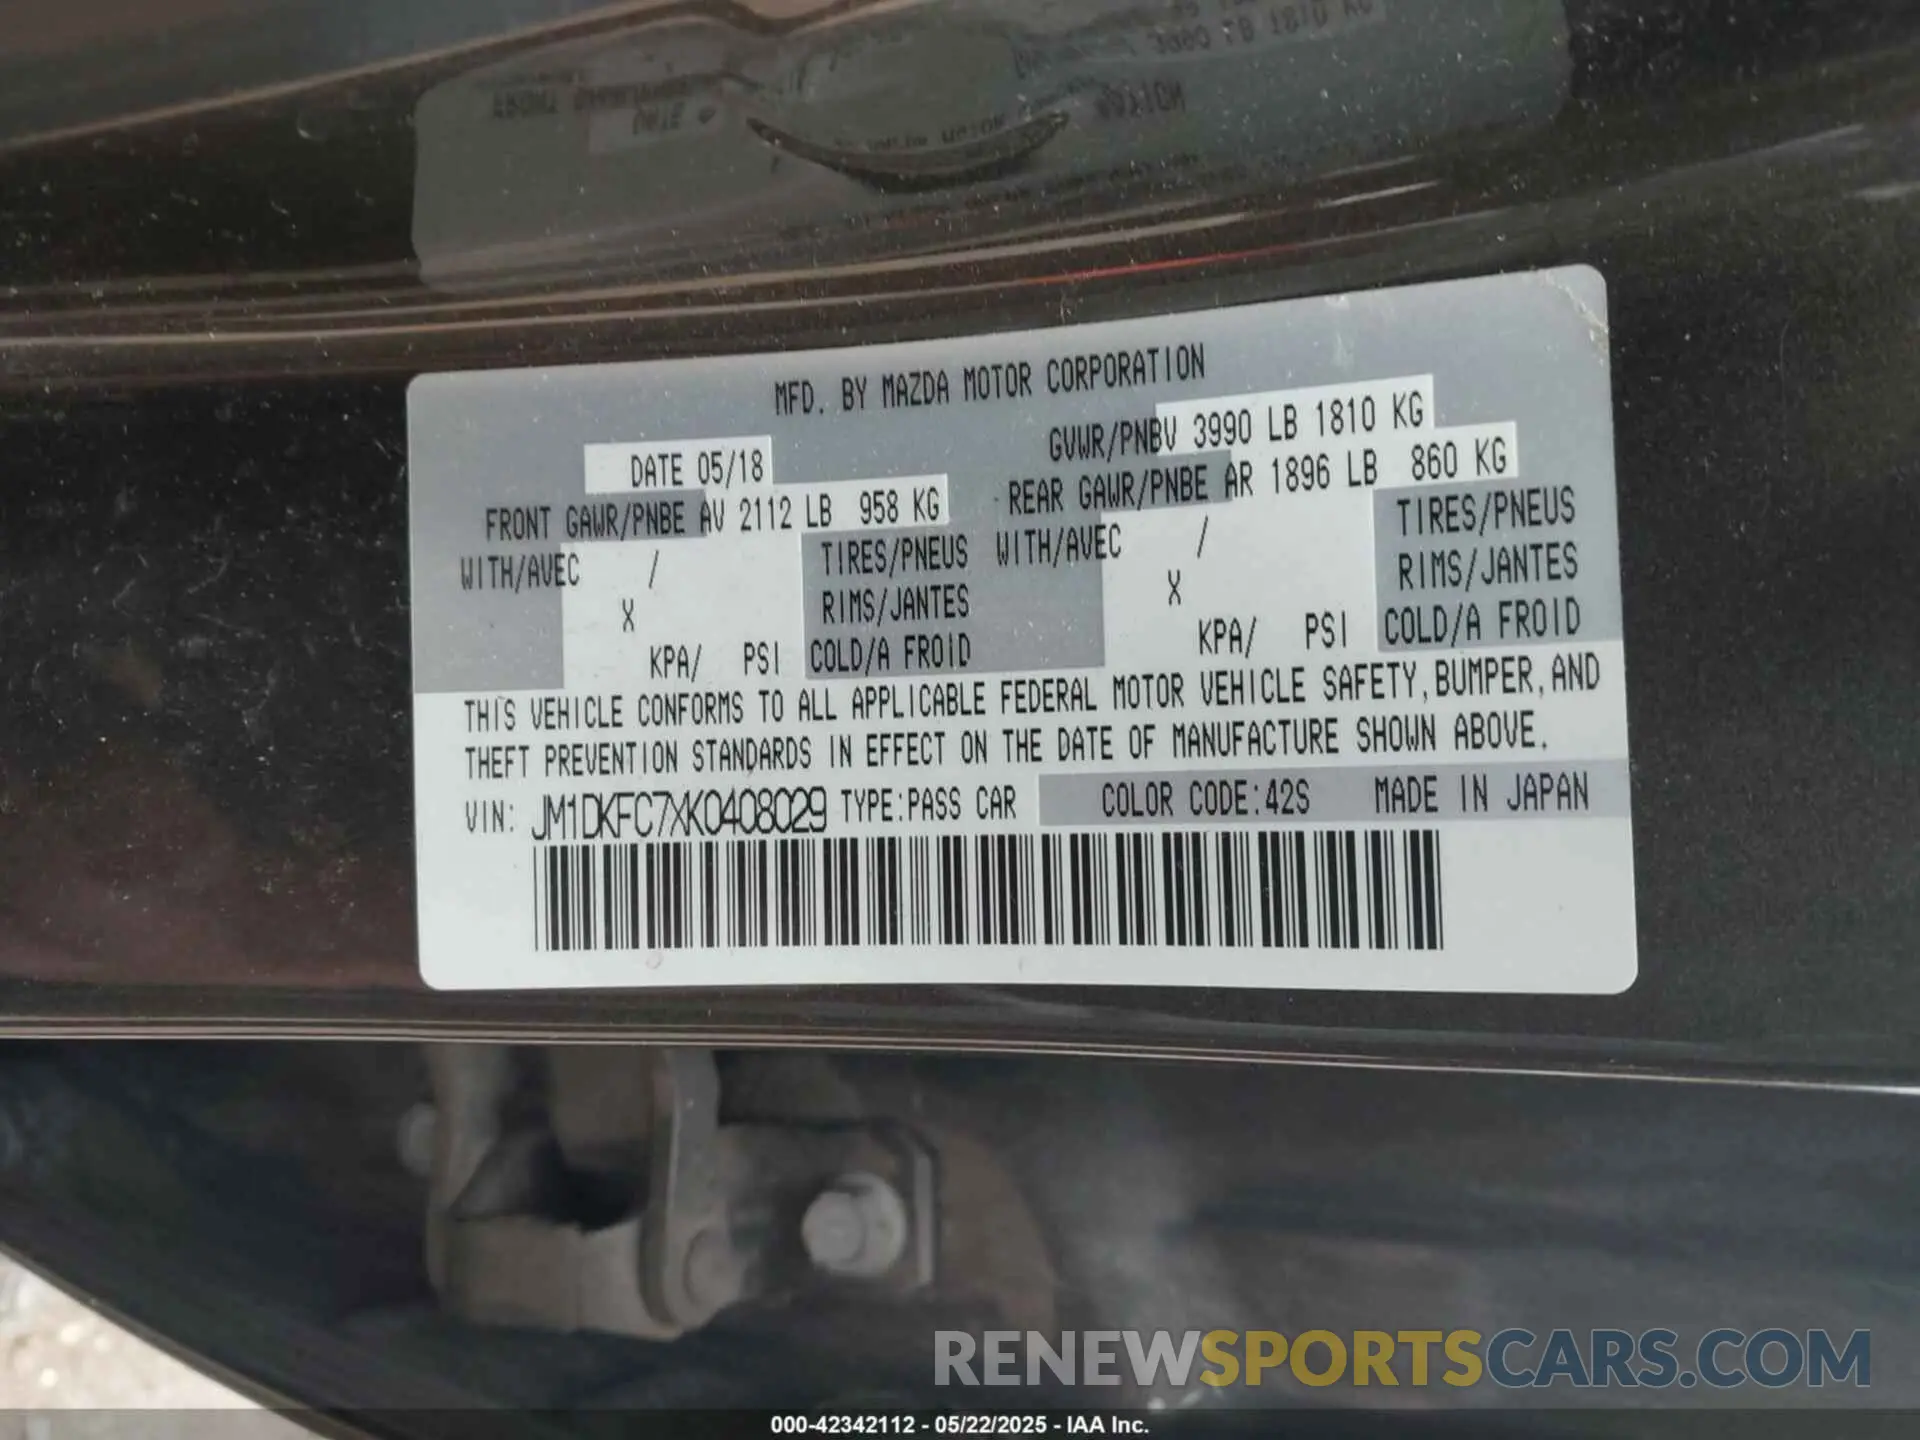 MFD. BY MAZDA MOTOR CORPORATION
DATE 05/18
GVWR/PNBV 3990 LB 1810 KG
FRONT GAWR/PNBE AV 2112 LB 958 KG
REAR GAWR/PNBE AR 1896 LB 860 KG
WITH/AVEC / TIRES/PNEUS
WITH/AVEC / TIRES/PNEUS
X RIMS/JANTES
X RIMS/JANTES
KPA/ PSI COLD/A FROID
KPA/ PSI COLD/A FROID
THIS VEHICLE CONFORMS TO ALL APPLICABLE FEDERAL MOTOR VEHICLE SAFETY, BUMPER, AND
THEFT PREVENTION STANDARDS IN EFFECT ON THE DATE OF MANUFACTURE SHOWN ABOVE.
VIN: JM1DKFC7XK0408029 TYPE:PASS CAR COLOR CODE:42S MADE IN JAPAN
RENEWSPORTSCARS.COM
000-42342112 - 05/22/2025 - IAA Inc.